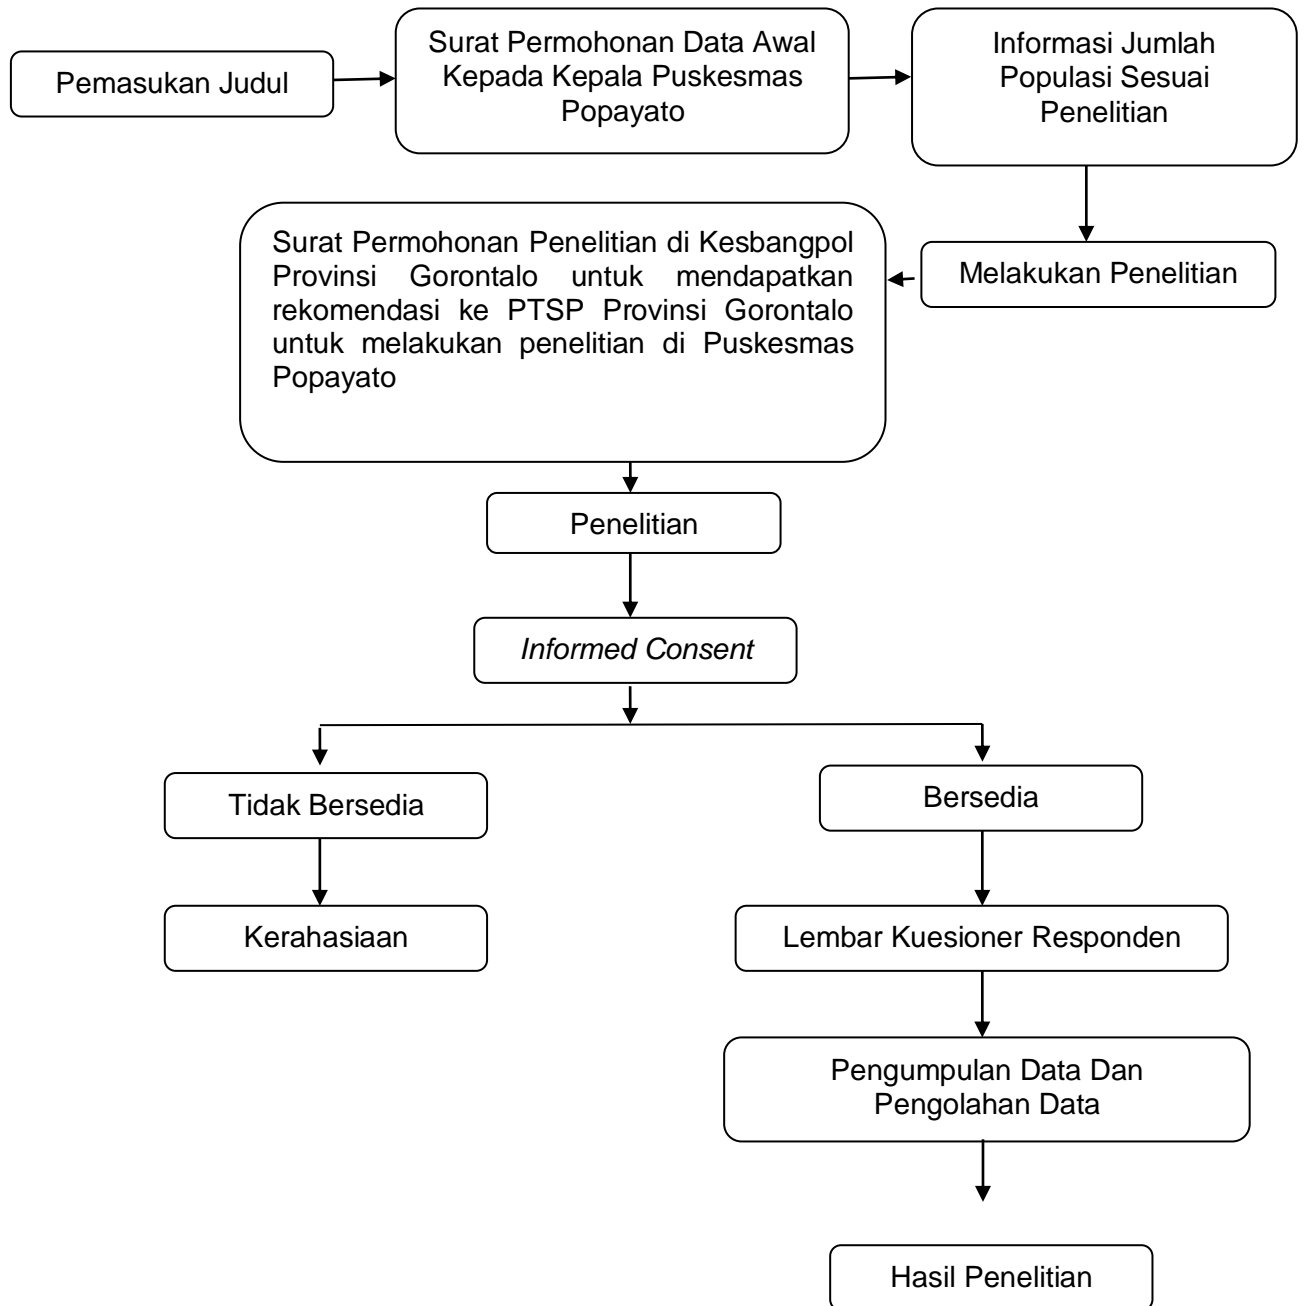 Pemasukan Judul
Surat Permohonan Data Awal
Kepada Kepala Puskesmas
Popayato
Informasi Jumlah
Populasi Sesuai
Penelitian
Melakukan Penelitian
Surat Permohonan Penelitian di Kesbangpol
Provinsi Gorontalo untuk mendapatkan
rekomendasi ke PTSP Provinsi Gorontalo
untuk melakukan penelitian di Puskesmas
Popayato
Penelitian
Informed Consent
Tidak Bersedia
Bersedia
Kerahasiaan
Lembar Kuesioner Responden
Pengumpulan Data Dan
Pengolahan Data
Hasil Penelitian